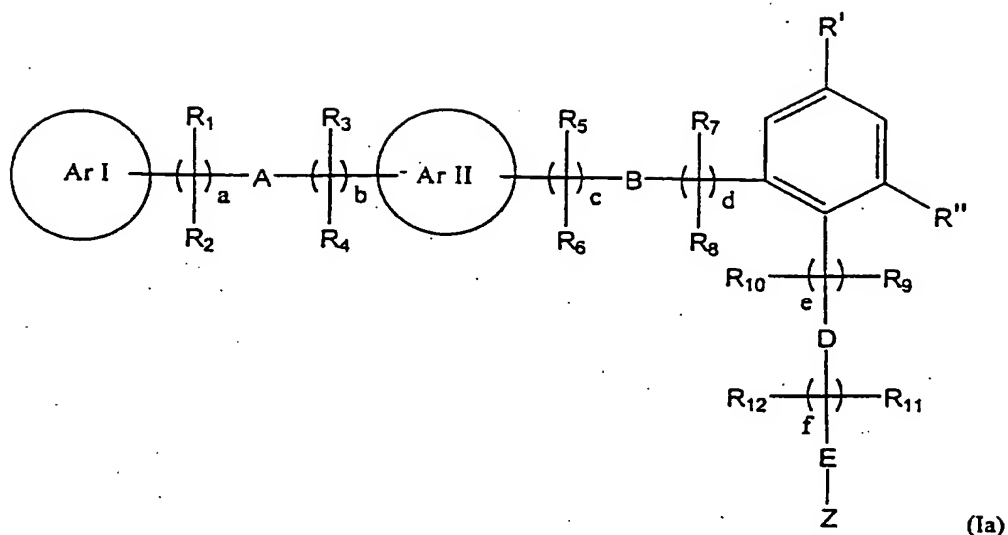 R'
R1 R3 R5 R7
Ar I ( ) a A ( ) b - Ar II ( ) c B ( ) d
R2 R4 R6 R8 R"
R10 ( ) e R9
D
R12 ( ) f R11
E
Z
(Ia)